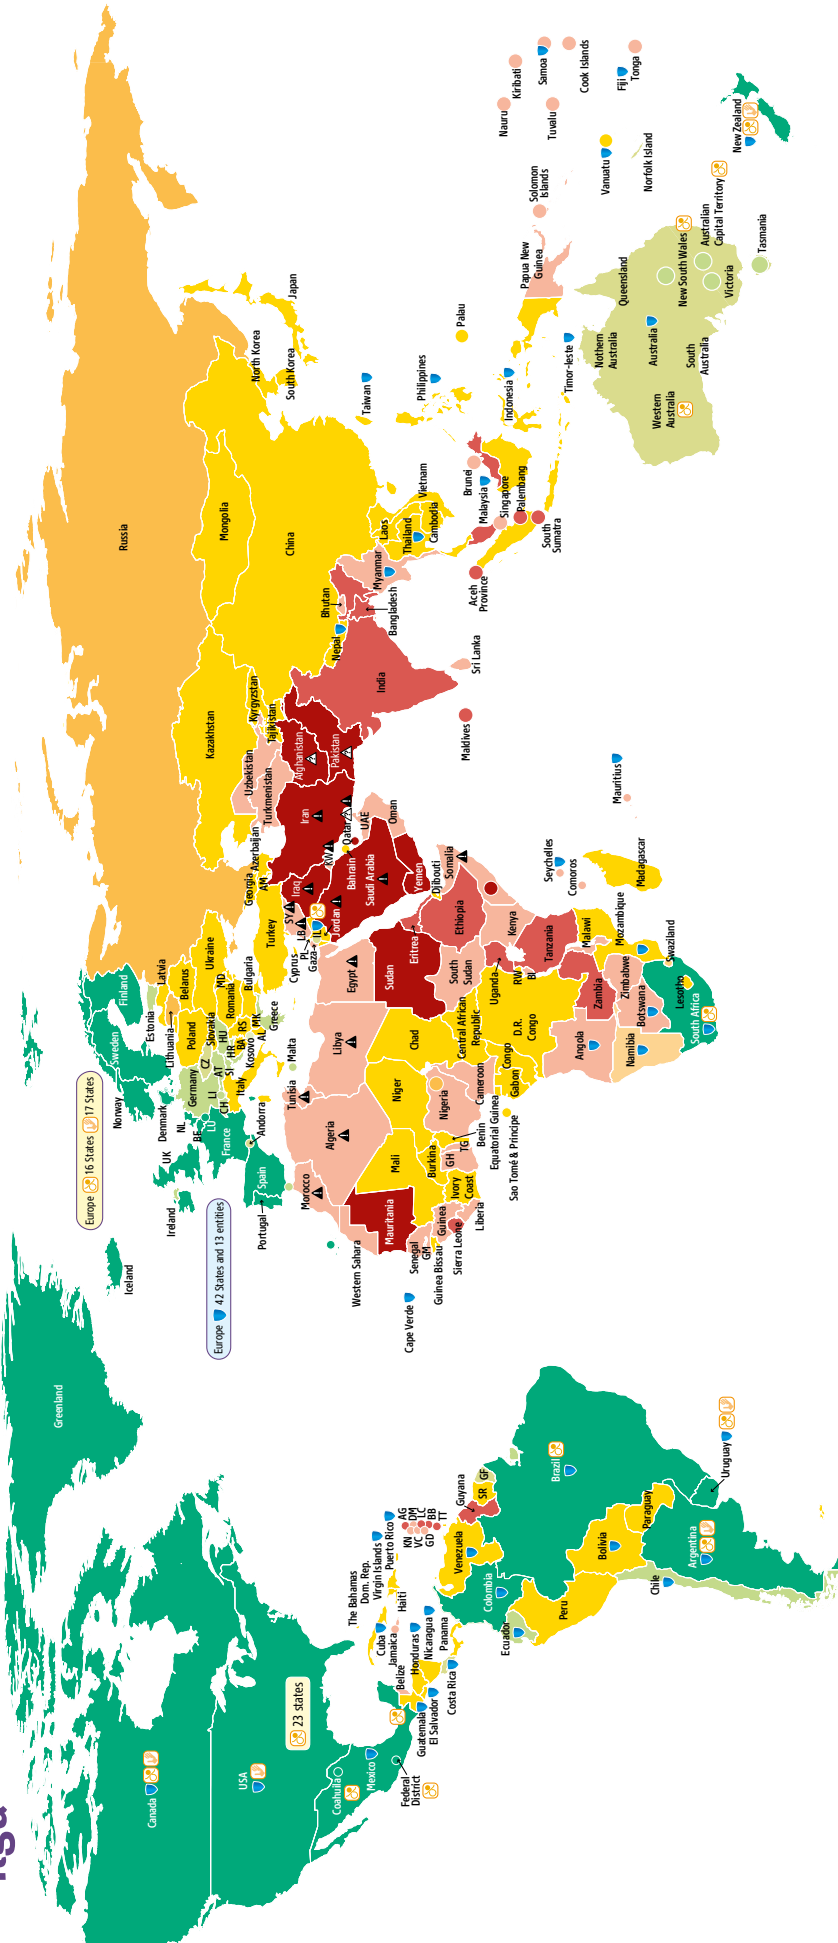 ilga
Greenland
Iceland
Canada
USA
23 states
Coahuila
Mexico
Federal
District
The Bahamas
Dom. Rep.
Virgin Islands
Puerto Rico
Cuba
Haiti
Jamaica
Belize
Honduras
Nicaragua
Panama
Guatemala
El Salvador
Costa Rica
AG
KN
DM
VC
LC
GD
BB
TT
Guyana
Venezuela
SR
GF
Colombia
Ecuador
Peru
Brazil
Bolivia
Paraguay
Chile
Argentina
Uruguay
Europe 16 States 17 States
Europe 42 States and 13 entities
Norway
Sweden
Finland
Denmark
Estonia
Latvia
Lithuania
Ireland
UK
NL
BE
LU
Germany
Poland
Belarus
Ukraine
France
CH
LI
AT
CZ
Slovakia
HU
MD
Romania
SI
HR
BA
RS
Bulgaria
Kosovo
MK
AL
Italy
Greece
Andorra
Spain
Portugal
Malta
Russia
Kazakhstan
Mongolia
China
North Korea
South Korea
Japan
Georgia
Azerbaijan
AM
Turkey
Uzbekistan
Turkmenistan
Kyrgyzstan
Tajikistan
Cyprus
SY
LB
PL
Gaza
IL
Jordan
Iraq
Iran
KW
Bahrain
Qatar
UAE
Oman
Saudi Arabia
Yemen
Afghanistan
Pakistan
Nepal
Bhutan
India
Bangladesh
Myanmar
Sri Lanka
Maldives
Laos
Thailand
Vietnam
Cambodia
Taiwan
Philippines
Palau
Brunei
Malaysia
Singapore
Palembang
South
Sumatra
Aceh
Province
Indonesia
Timor-leste
Papua New
Guinea
Solomon
Islands
Nauru
Kiribati
Tuvalu
Samoa
Cook Islands
Fiji
Tonga
Vanuatu
Norfolk Island
New Zealand
Nothern
Australia
Queensland
Western
Australia
Australia
South
Australia
New South Wales
Australian
Capital Territory
Victoria
Tasmania
Morocco
Western Sahara
Algeria
Tunisia
Libya
Egypt
Mauritania
Mali
Niger
Chad
Sudan
Eritrea
Djibouti
Somalia
Ethiopia
South
Sudan
Cape Verde
Senegal
GM
Guinea Bissau
Guinea
Sierra Leone
Liberia
Ivory
Coast
Burkina
GH
TG
Benin
Nigeria
Cameroon
Equatorial Guinea
Sao Tomé & Principe
Gabon
Congo
Central African
Republic
D.R.
Congo
Uganda
RW
BI
Kenya
Tanzania
Angola
Zambia
Malawi
Mozambique
Zimbabwe
Botswana
Namibia
South Africa
Lesotho
Swaziland
Madagascar
Comoros
Seychelles
Mauritius